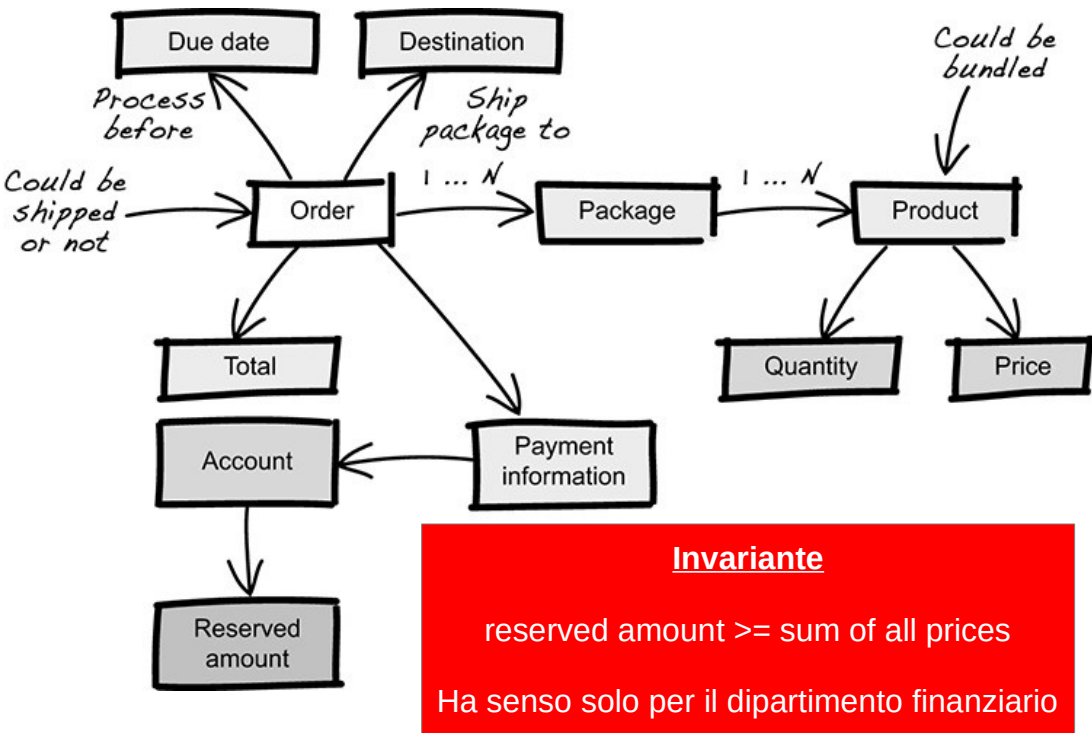 Due date
Destination
Could be
bundled
Process
before
Ship
package to
Could be
shipped
or not
Order
1 ... N
Package
1 ... N
Product
Total
Quantity
Price
Account
Payment
information
Reserved
amount
Invariante
reserved amount >= sum of all prices
Ha senso solo per il dipartimento finanziario